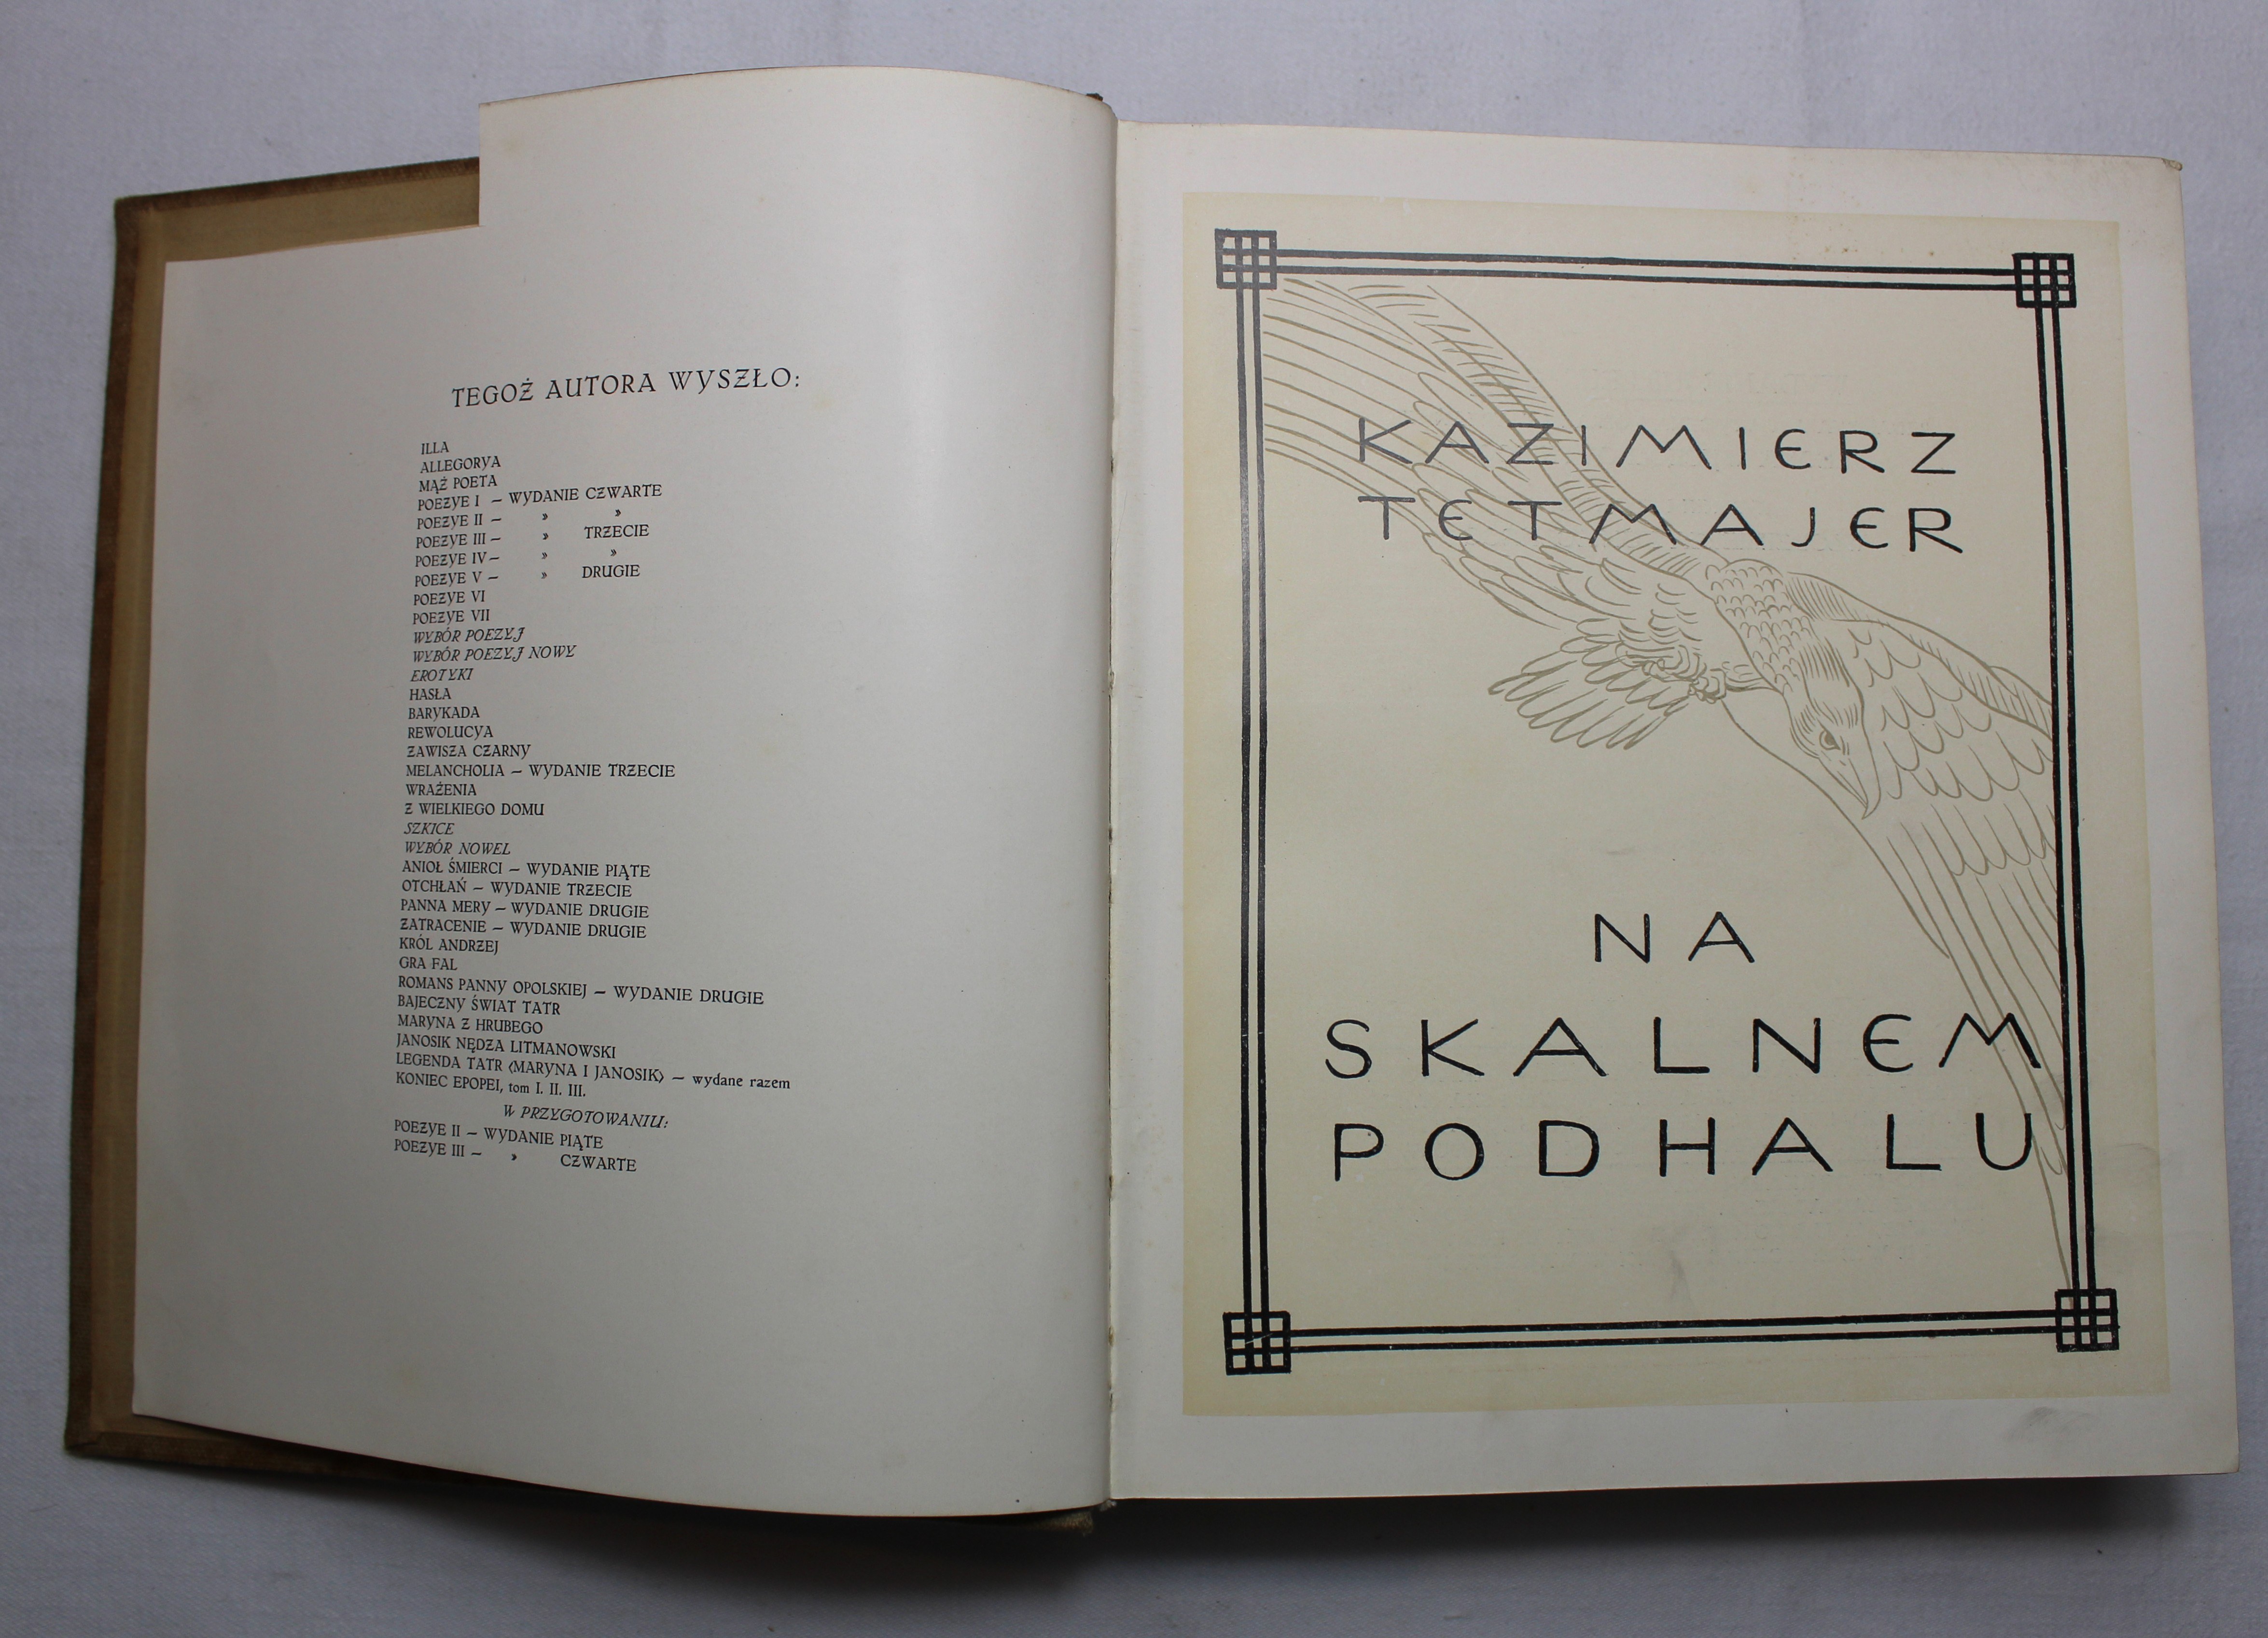 TEGOŻ AUTORA WYSZŁO:
ILLA
ALLEGORYA
MĄŻ POETA
POEZYE I – WYDANIE CZWARTE
POEZYE II – » »
POEZYE III – » TRZECIE
POEZYE IV – » »
POEZYE V – » DRUGIE
POEZYE VI
POEZYE VII
WYBÓR POEZYJ
WYBÓR POEZYJ NOWY
EROTYKI
HASŁA
BARYKADA
REWOLUCYA
ZAWISZA CZARNY
MELANCHOLIA – WYDANIE TRZECIE
WRAŻENIA
Z WIELKIEGO DOMU
SZKICE
WYBÓR NOWEL
ANIOŁ ŚMIERCI – WYDANIE PIĄTE
OTCHŁAŃ – WYDANIE TRZECIE
PANNA MERY – WYDANIE DRUGIE
ZATRACENIE – WYDANIE DRUGIE
KRÓL ANDRZEJ
GRA FAL
ROMANS PANNY OPOLSKIEJ – WYDANIE DRUGIE
BAJECZNY ŚWIAT TATR
MARYNA Z HRUBEGO
JANOSIK NĘDZA LITMANOWSKI
LEGENDA TATR (MARYNA I JANOSIK) – wydane razem
KONIEC EPOPEI, tom I. II. III.
W PRZYGOTOWANIU:
POEZYE II – WYDANIE PIĄTE
POEZYE III – » CZWARTE
KAZIMIERZ
TETMAJER
NA
SKALNEM
PODHALU